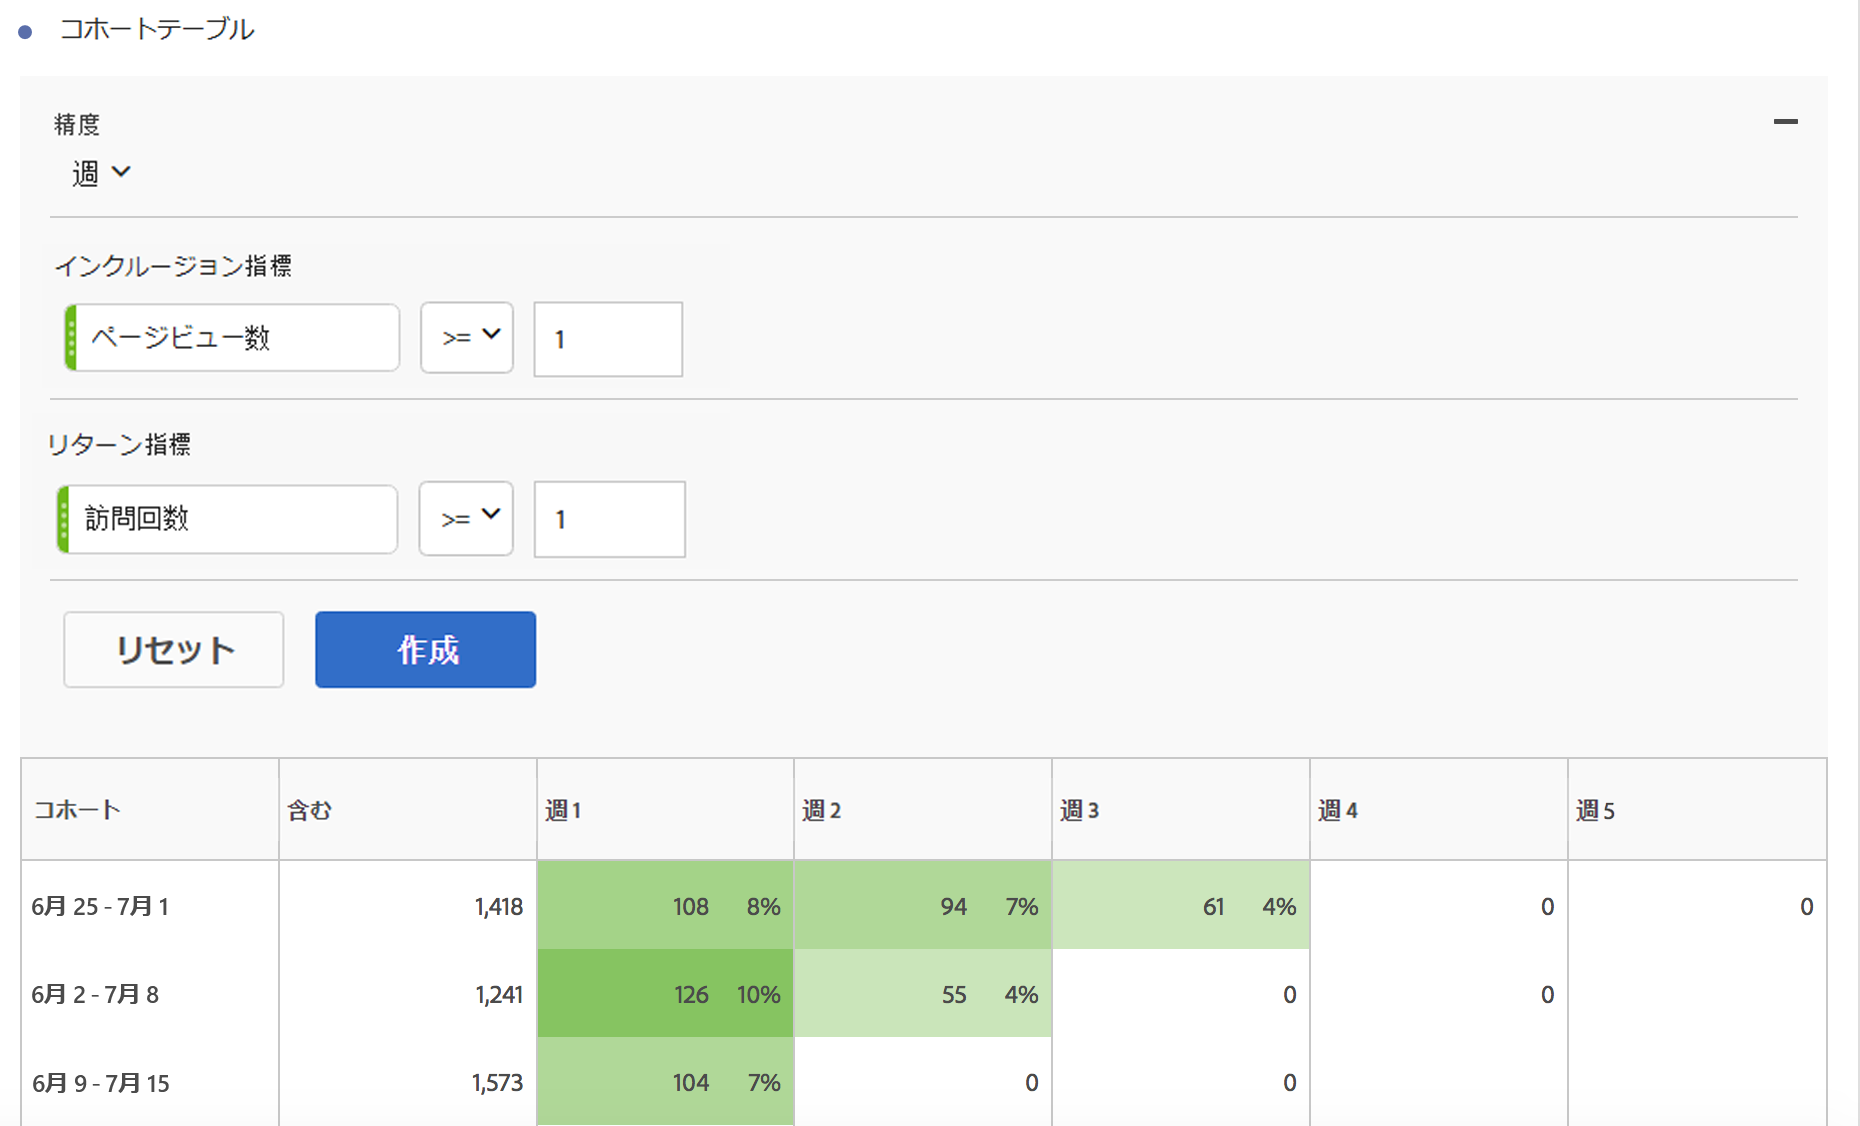 コホートテーブル
精度
週
インクルージョン指標
ページビュー数 >= 1
リターン指標
訪問回数 >= 1
リセット 作成
コホート 含む 週 1 週 2 週 3 週 4 週 5
6月 25 - 7月 1 1,418 108 8% 94 7% 61 4% 0 0
6月 2 - 7月 8 1,241 126 10% 55 4% 0 0
6月 9 - 7月 15 1,573 104 7% 0 0